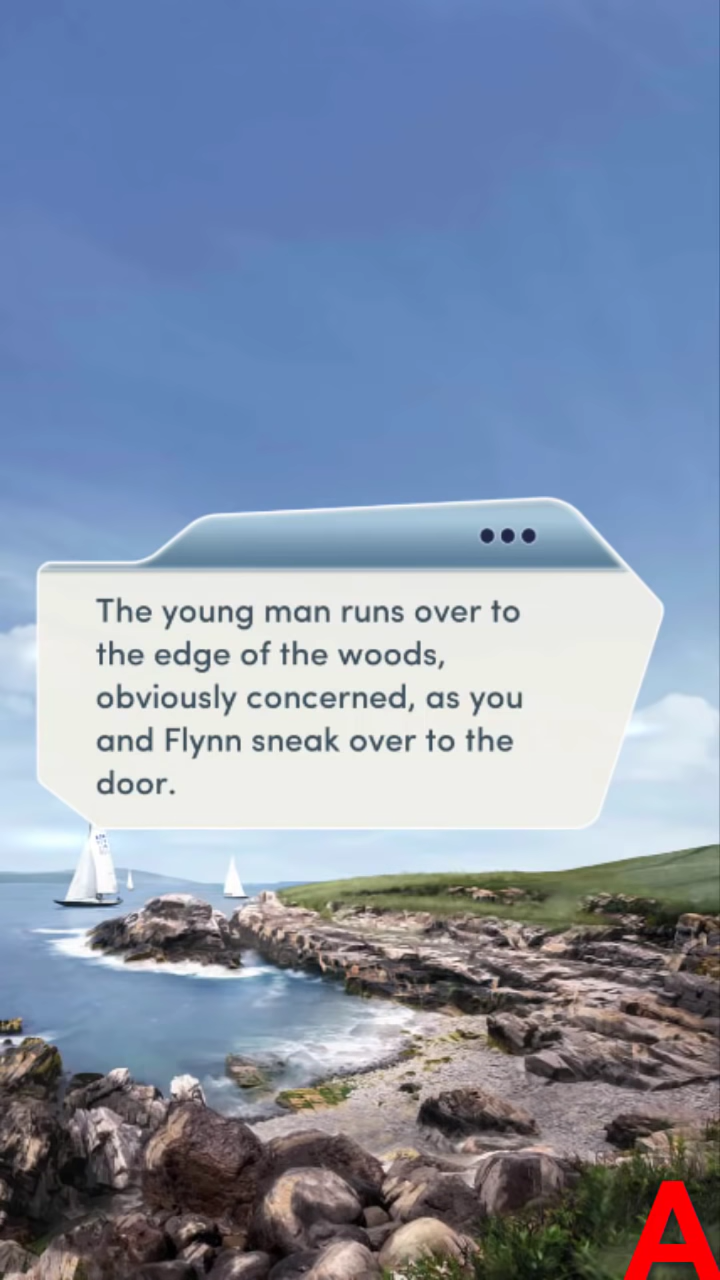 The young man runs over to
the edge of the woods,
obviously concerned, as you
and Flynn sneak over to the
door.
A